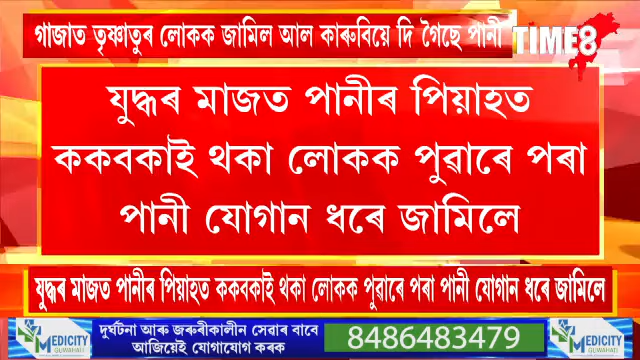 গাজাত তৃষ্ণাতুৰ লোকক জামিল আল কাৰুবিয়ে দি গৈছে পানী
TIME8
যুদ্ধৰ মাজত পানীৰ পিয়াহত
ককবকাই থকা লোকক পুৱাৰে পৰা
পানী যোগান ধৰে জামিলে
যুদ্ধৰ মাজত পানীৰ পিয়াহত ককবকাই থকা লোকক পুৱাৰে পৰা পানী যোগান ধৰে জামিলে
MEDICITY
GUWAHATI
দুৰ্ঘটনা আৰু জৰুৰীকালীন সেৱাৰ বাবে
আজিয়েই যোগাযোগ কৰক
8486483479
MEDICITY
GUWAHATI